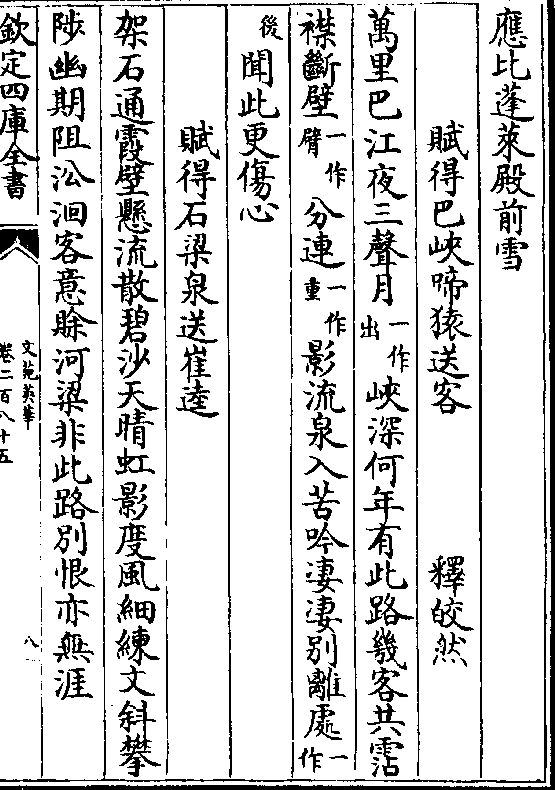 應比蓬萊殿前雪
賦得巴峽啼猿送客　釋皎然
萬里巴江夜三聲月一作出峽深何年有此路幾客共霑
襟斷壁一作臂分連一作重影流泉入苦吟淒淒別離處一作
後聞此更傷心
賦得石梁泉送崔逵
架石通霞壁懸流散碧沙天晴虹影度風細練文斜攀
陟幽期阻沿洄客意賒河梁非此路別恨亦無涯
欽定四庫全書
文苑英華
卷二百八十五
八